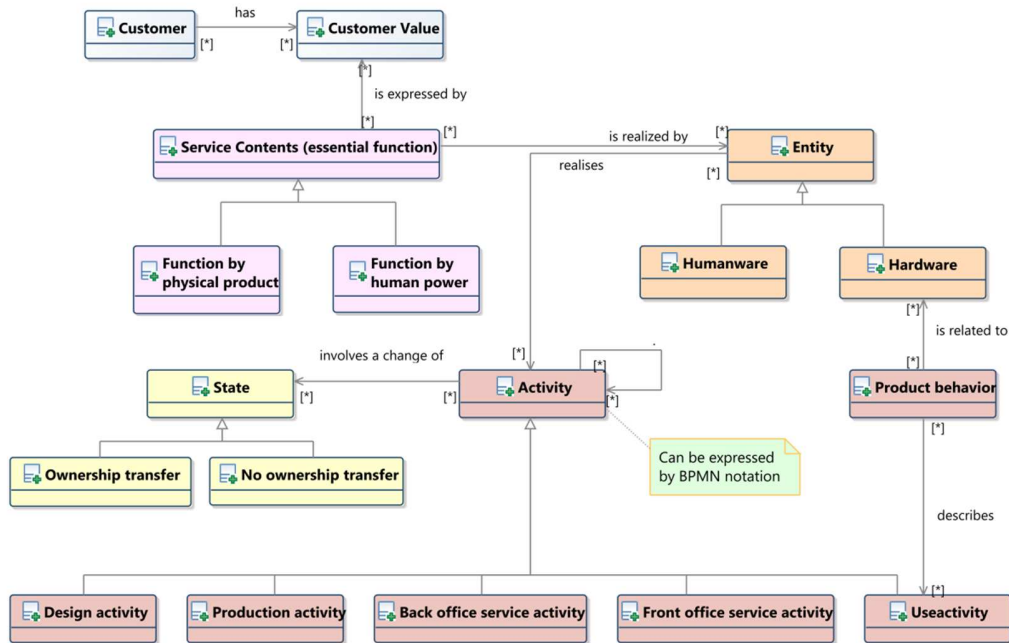 has
Customer
Customer Value
[*]
[*]
[*]
is expressed by
[*]
[*]
is realized by
[*]
Service Contents (essential function)
Entity
realises
[*]
Function by
physical product
Function by
human power
Humanware
Hardware
[*]
is related to
involves a change of
[*]
.
[*]
[*]
State
Activity
Product behavior
[*]
[*]
[*]
[*]
Can be expressed
by BPMN notation
Ownership transfer
No ownership transfer
describes
[*]
Design activity
Production activity
Back office service activity
Front office service activity
Useactivity